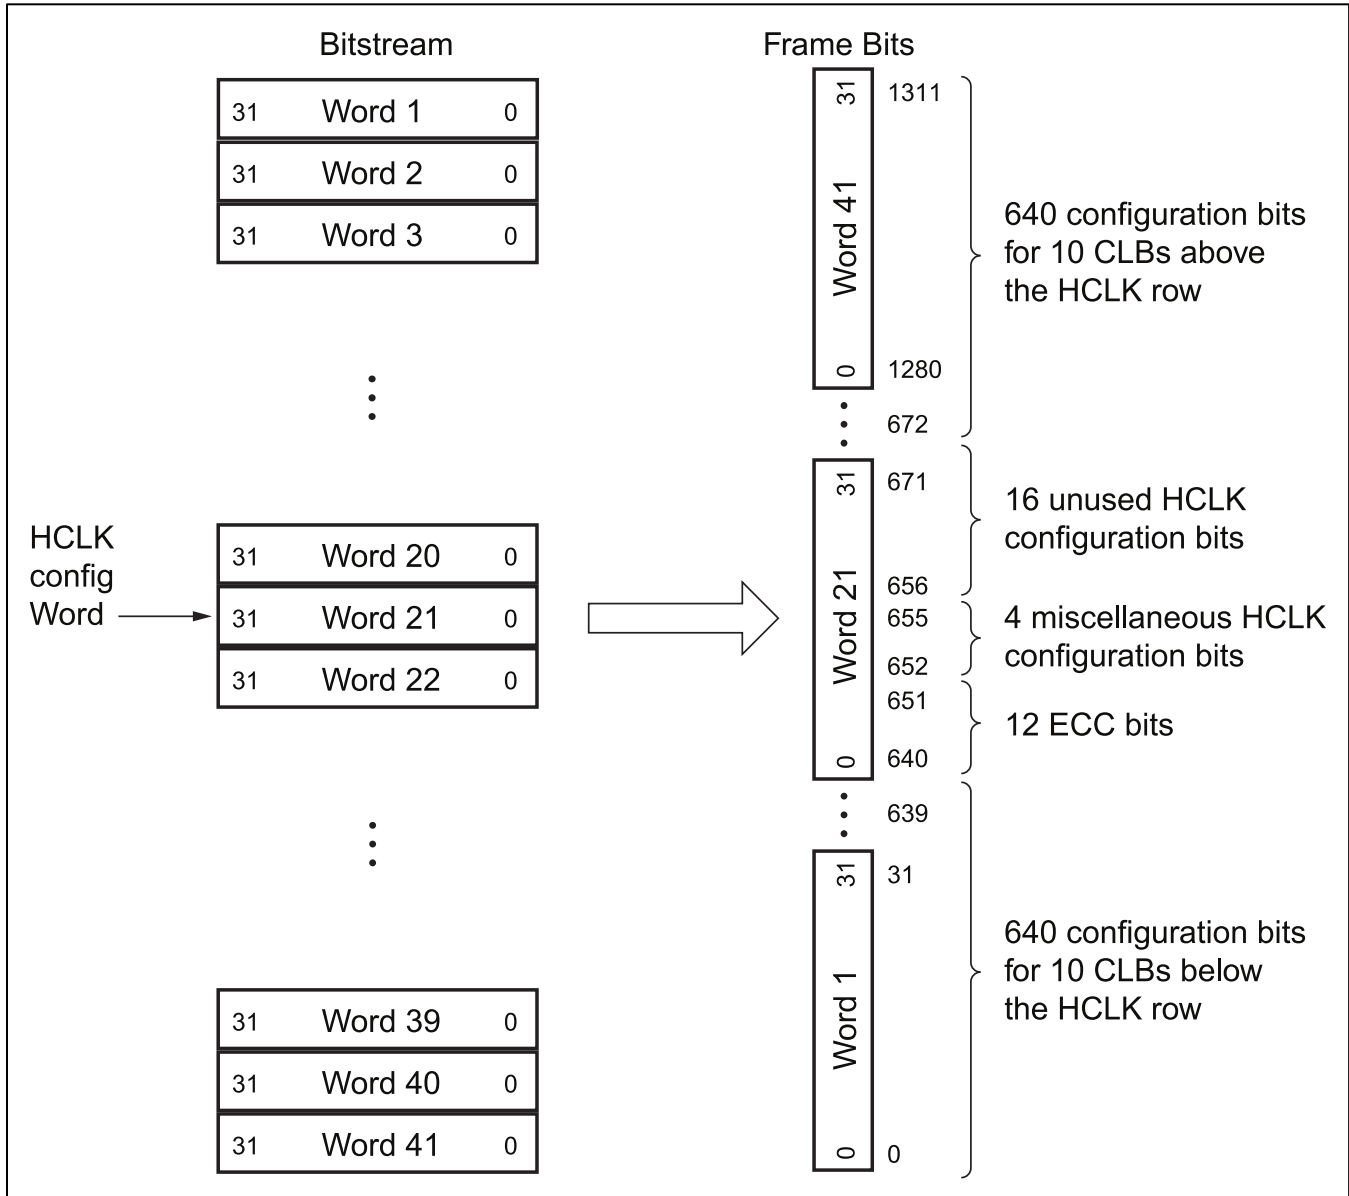 Bitstream
31 Word 1 0
31 Word 2 0
31 Word 3 0
HCLK
config
Word
31 Word 20 0
31 Word 21 0
31 Word 22 0
31 Word 39 0
31 Word 40 0
31 Word 41 0
Frame Bits
31
Word 41
0
1311
1280
672
31
Word 21
0
671
656
655
652
651
640
639
31
Word 1
0
31
0
640 configuration bits
for 10 CLBs above
the HCLK row
16 unused HCLK
configuration bits
4 miscellaneous HCLK
configuration bits
12 ECC bits
640 configuration bits
for 10 CLBs below
the HCLK row